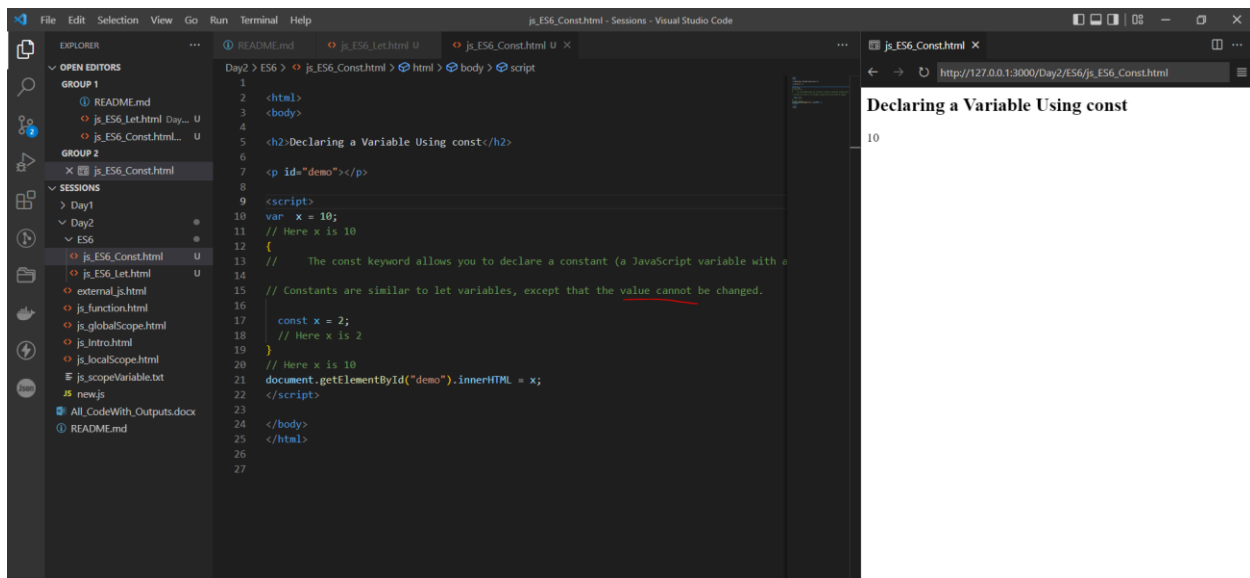 File Edit Selection View Go Run Terminal Help
js_ES6_Const.html - Sessions - Visual Studio Code
EXPLORER
OPEN EDITORS
GROUP 1
README.md
js_ES6_Let.html Day... U
js_ES6_Const.html... U
GROUP 2
js_ES6_Const.html
SESSIONS
Day1
Day2
ES6
js_ES6_Const.html U
js_ES6_Let.html U
external_js.html
js_function.html
js_globalScope.html
js_Intro.html
js_localScope.html
js_scopeVariable.txt
JS new.js
All_CodeWith_Outputs.docx
README.md
2
Json
README.md js_ES6_Let.html U js_ES6_Const.html U
Day2 > ES6 > js_ES6_Const.html > html > body > script
1
2 <html>
3 <body>
4
5 <h2>Declaring a Variable Using const</h2>
6
7 <p id="demo"></p>
8
9 <script>
10 var x = 10;
11 // Here x is 10
12 {
13 // The const keyword allows you to declare a constant (a JavaScript variable with a
14
15 // Constants are similar to let variables, except that the value cannot be changed.
16
17 const x = 2;
18 // Here x is 2
19 }
20 // Here x is 10
21 document.getElementById("demo").innerHTML = x;
22 </script>
23
24 </body>
25 </html>
26
27
js_ES6_Const.html
http://127.0.0.1:3000/Day2/ES6/js_ES6_Const.html
Declaring a Variable Using const
10